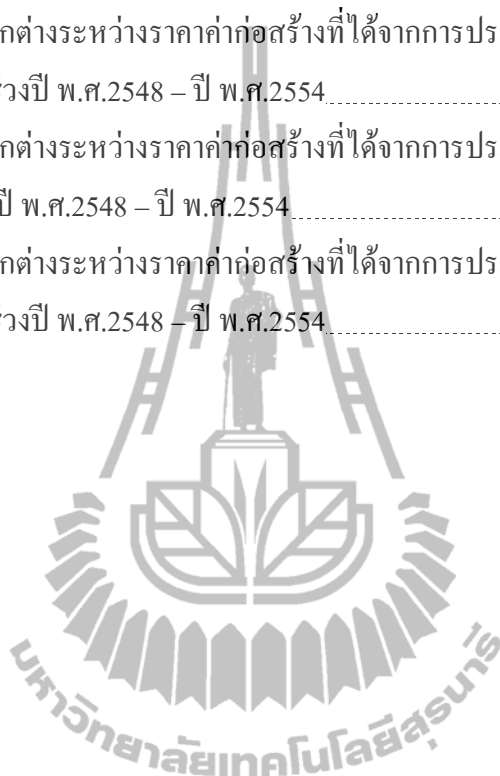 กต่างระหว่างราคาค่าก่อสร้างที่ได้จากการปร
ช่วงปี พ.ศ.2548 – ปี พ.ศ.2554
กต่างระหว่างราคาค่าก่อสร้างที่ได้จากการปร
ปี พ.ศ.2548 – ปี พ.ศ.2554
กต่างระหว่างราคาค่าก่อสร้างที่ได้จากการปร
ช่วงปี พ.ศ.2548 – ปี พ.ศ.2554
มหาวิทยาลัยเทคโนโลยีสุรนารี